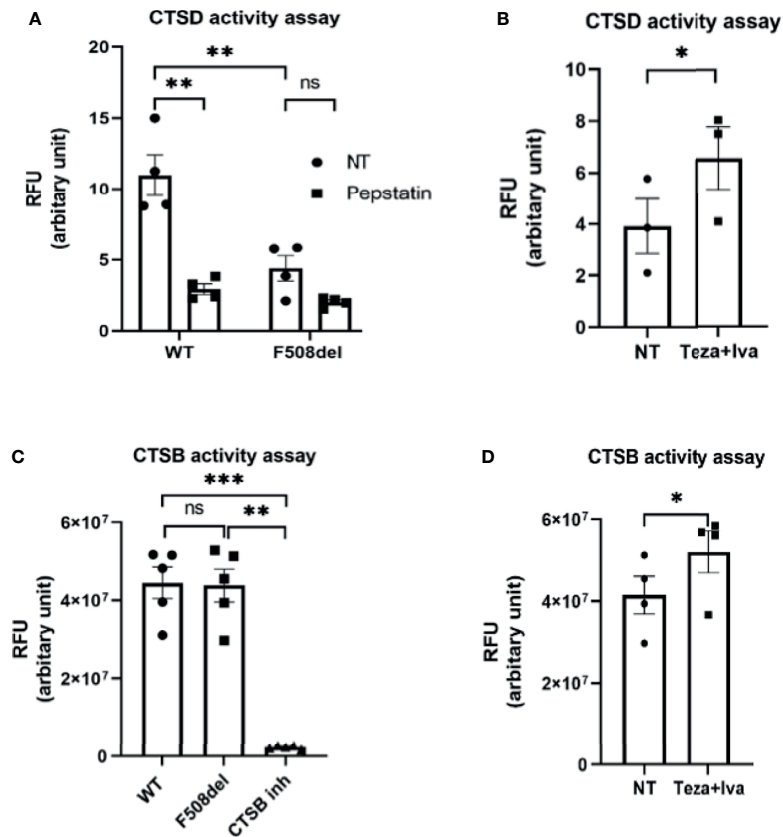 A
CTSD activity assay
20
15
10
5
0
RFU
(arbitary unit)
**
**
ns
NT
Pepstatin
WT
F508del
B
CTSD activity assay
10
8
6
4
2
0
RFU
(arbitary unit)
*
NT
Teza+Iva
C
CTSB activity assay
***
ns
**
6×10⁷
4×10⁷
2×10⁷
0
RFU
(arbitary unit)
WT
F508del
CTSB inh
D
CTSB activity assay
*
6×10⁷
4×10⁷
2×10⁷
0
RFU
(arbitary unit)
NT
Teza+Iva